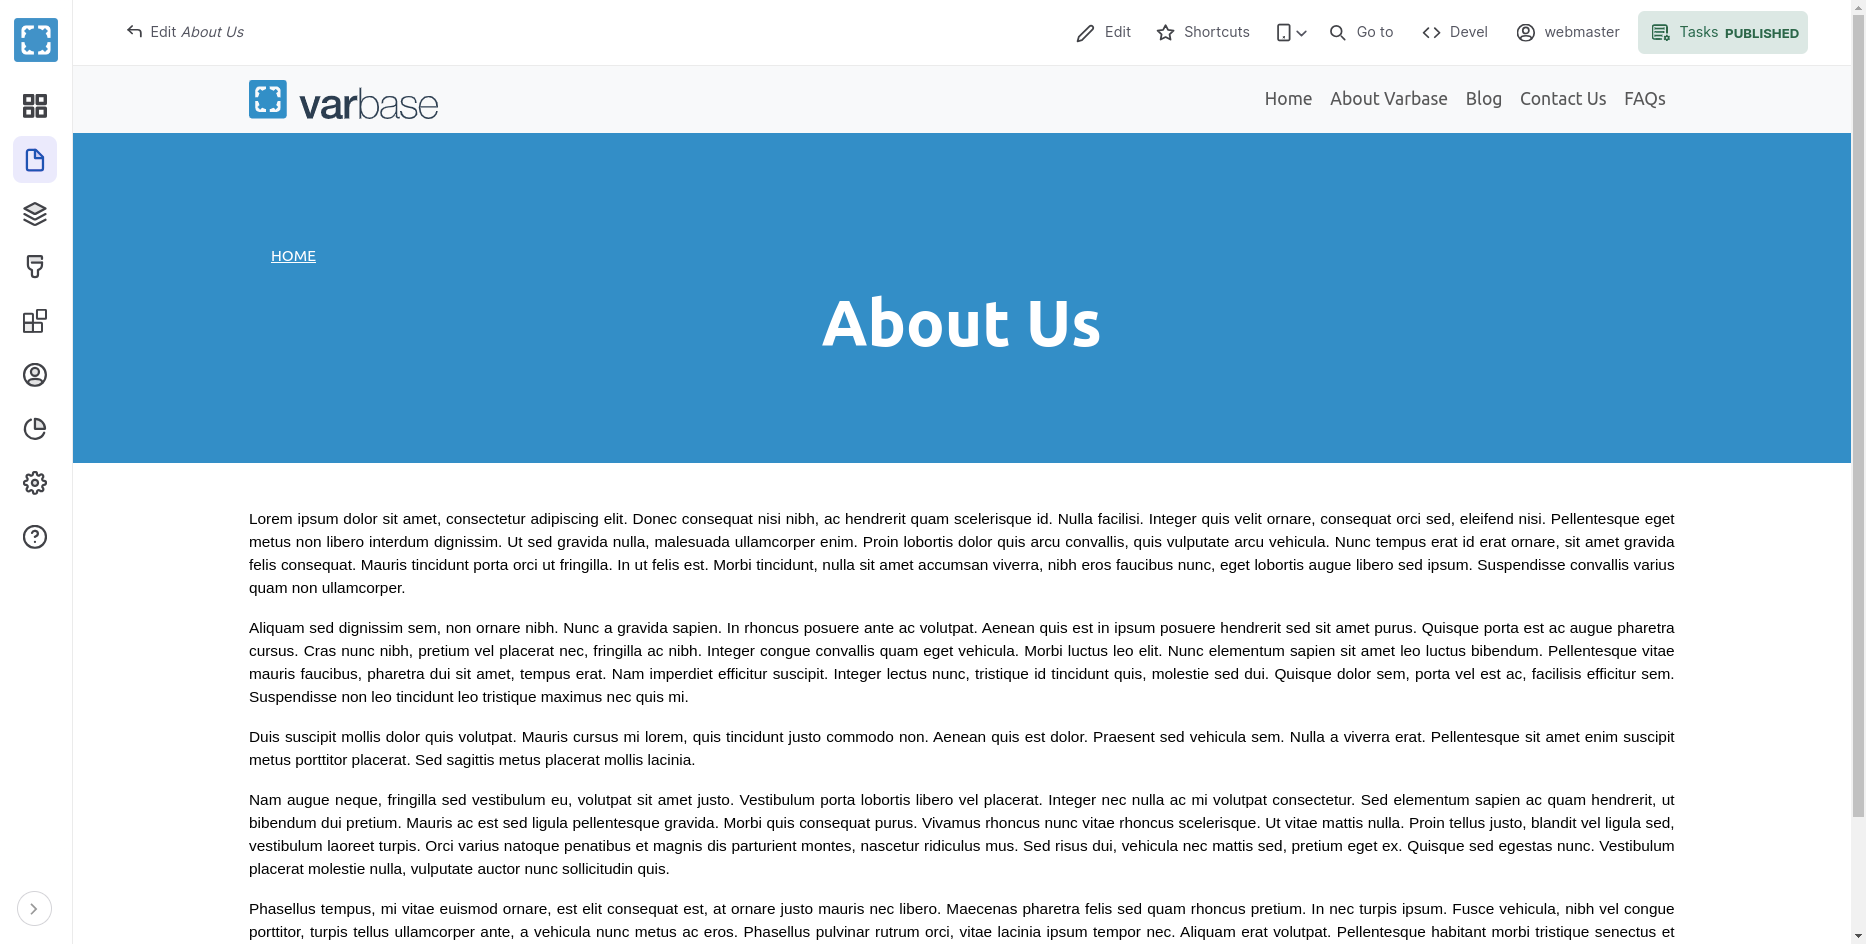 Edit About Us
Edit Shortcuts Go to Devel webmaster Tasks PUBLISHED
varbase Home About Varbase Blog Contact Us FAQs
HOME
About Us
Lorem ipsum dolor sit amet, consectetur adipiscing elit. Donec consequat nisi nibh, ac hendrerit quam scelerisque id. Nulla facilisi. Integer quis velit ornare, consequat orci sed, eleifend nisi. Pellentesque eget
metus non libero interdum dignissim. Ut sed gravida nulla, malesuada ullamcorper enim. Proin lobortis dolor quis arcu convallis, quis vulputate arcu vehicula. Nunc tempus erat id erat ornare, sit amet gravida
felis consequat. Mauris tincidunt porta orci ut fringilla. In ut felis est. Morbi tincidunt, nulla sit amet accumsan viverra, nibh eros faucibus nunc, eget lobortis augue libero sed ipsum. Suspendisse convallis varius
quam non ullamcorper.
Aliquam sed dignissim sem, non ornare nibh. Nunc a gravida sapien. In rhoncus posuere ante ac volutpat. Aenean quis est in ipsum posuere hendrerit sed sit amet purus. Quisque porta est ac augue pharetra
cursus. Cras nunc nibh, pretium vel placerat nec, fringilla ac nibh. Integer congue convallis quam eget vehicula. Morbi luctus leo elit. Nunc elementum sapien sit amet leo luctus bibendum. Pellentesque vitae
mauris faucibus, pharetra dui sit amet, tempus erat. Nam imperdiet efficitur suscipit. Integer lectus nunc, tristique id tincidunt quis, molestie sed dui. Quisque dolor sem, porta vel est ac, facilisis efficitur sem.
Suspendisse non leo tincidunt leo tristique maximus nec quis mi.
Duis suscipit mollis dolor quis volutpat. Mauris cursus mi lorem, quis tincidunt justo commodo non. Aenean quis est dolor. Praesent sed vehicula sem. Nulla a viverra erat. Pellentesque sit amet enim suscipit
metus porttitor placerat. Sed sagittis metus placerat mollis lacinia.
Nam augue neque, fringilla sed vestibulum eu, volutpat sit amet justo. Vestibulum porta lobortis libero vel placerat. Integer nec nulla ac mi volutpat consectetur. Sed elementum sapien ac quam hendrerit, ut
bibendum dui pretium. Mauris ac est sed ligula pellentesque gravida. Morbi quis consequat purus. Vivamus rhoncus nunc vitae rhoncus scelerisque. Ut vitae mattis nulla. Proin tellus justo, blandit vel ligula sed,
vestibulum laoreet turpis. Orci varius natoque penatibus et magnis dis parturient montes, nascetur ridiculus mus. Sed risus dui, vehicula nec mattis sed, pretium eget ex. Quisque sed egestas nunc. Vestibulum
placerat molestie nulla, vulputate auctor nunc sollicitudin quis.
Phasellus tempus, mi vitae euismod ornare, est elit consequat est, at ornare justo mauris nec libero. Maecenas pharetra felis sed quam rhoncus pretium. In nec turpis ipsum. Fusce vehicula, nibh vel congue
porttitor, turpis tellus ullamcorper ante, a vehicula nunc metus ac eros. Phasellus pulvinar rutrum orci, vitae lacinia ipsum tempor nec. Aliquam erat volutpat. Pellentesque habitant morbi tristique senectus et